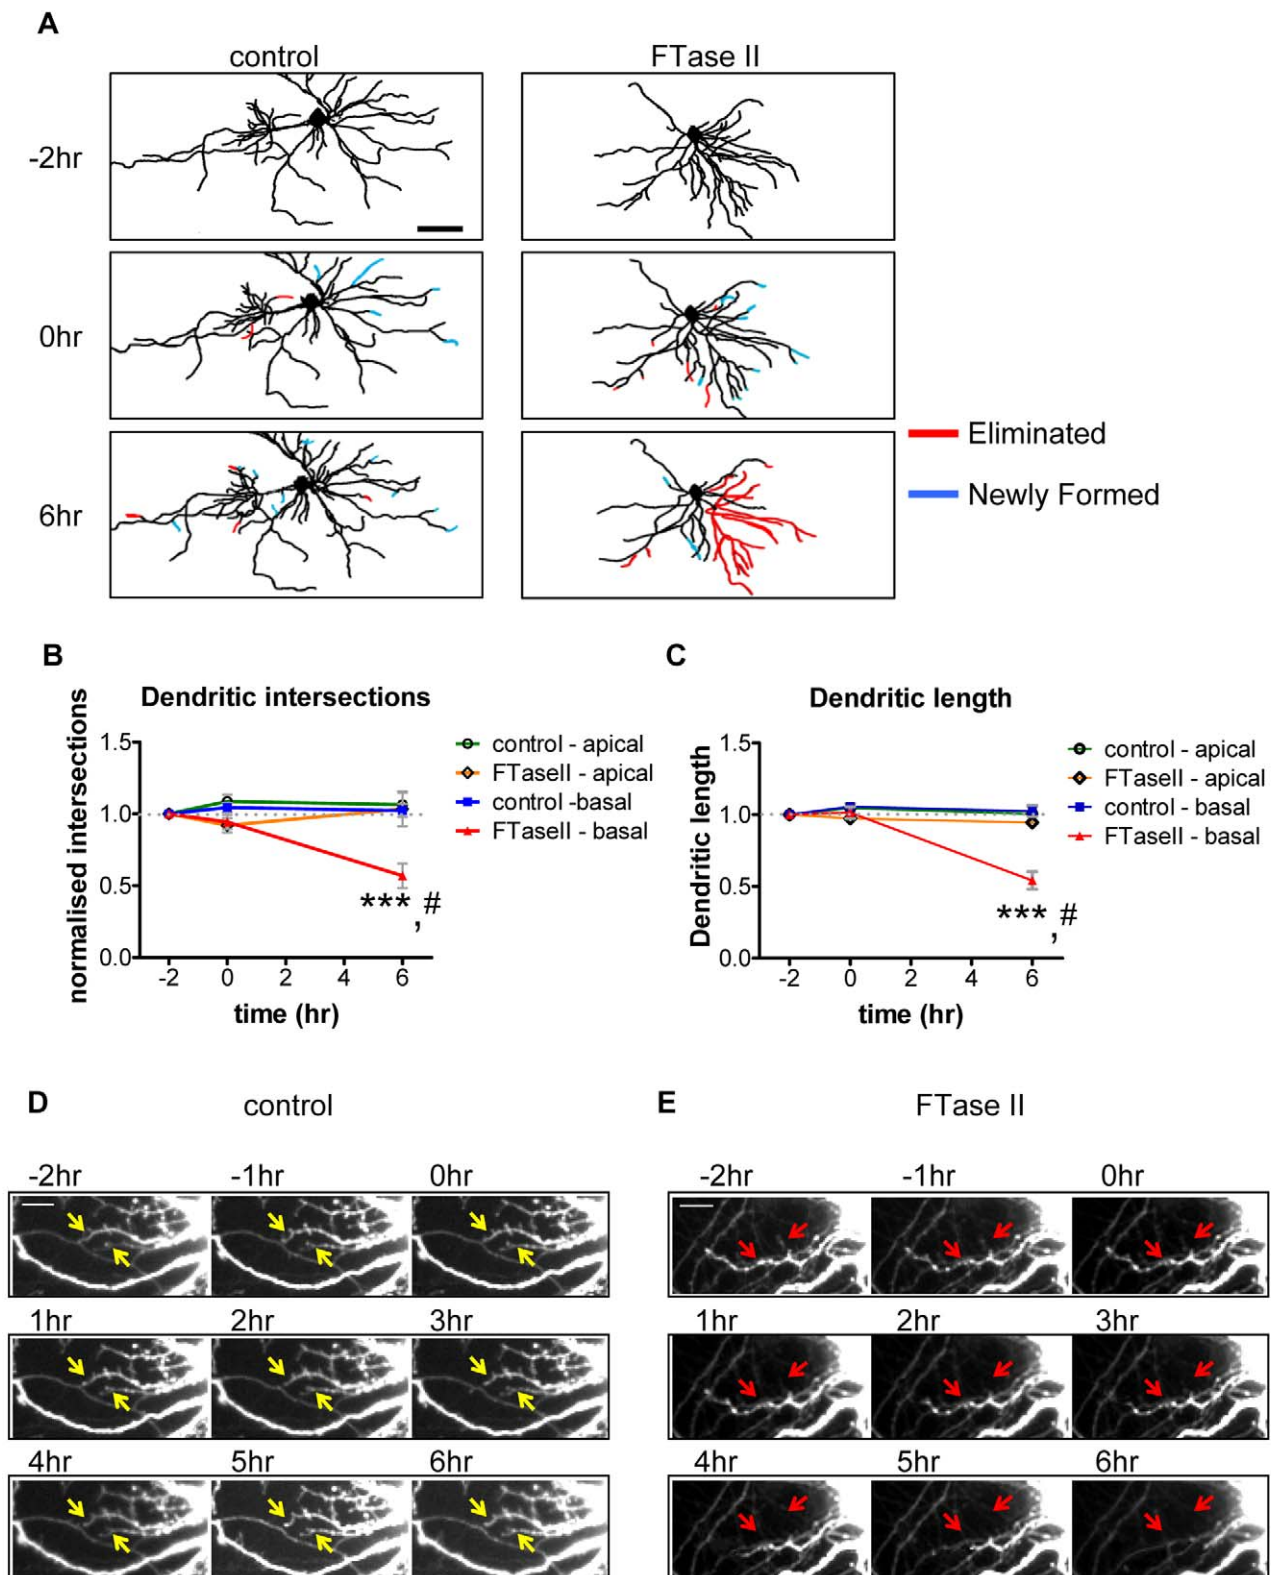 A
control FTase II
-2hr
0hr
6hr
Eliminated
Newly Formed
B
Dendritic intersections
normalised intersections
1.5
1.0
0.5
0.0
-2 0 2 4 6
time (hr)
control - apical
FTaseII - apical
control -basal
FTaseII - basal
***, #
C
Dendritic length
Dendritic length
1.5
1.0
0.5
0.0
-2 0 2 4 6
time (hr)
control - apical
FTaseII - apical
control - basal
FTaseII - basal
***, #
D control
-2hr -1hr 0hr
1hr 2hr 3hr
4hr 5hr 6hr
E FTase II
-2hr -1hr 0hr
1hr 2hr 3hr
4hr 5hr 6hr